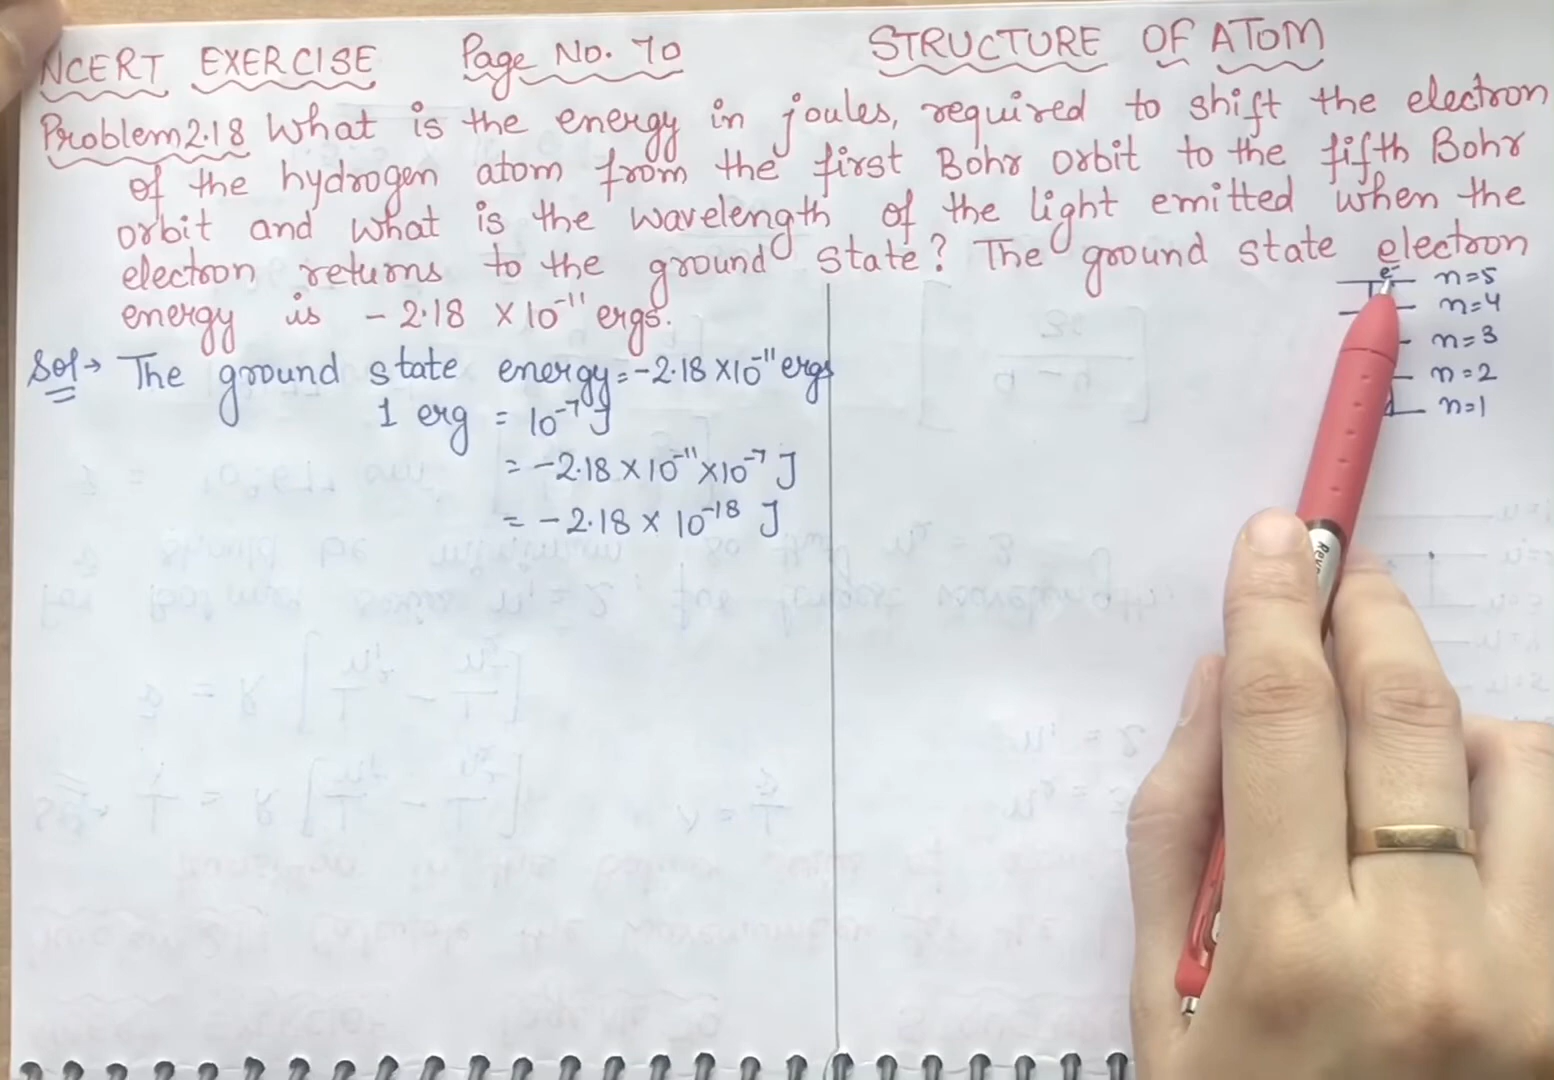 NCERT EXERCISE Page No. 70 STRUCTURE OF ATOM
Problem 2.18 What is the energy in joules, required to shift the electron
of the hydrogen atom from the first Bohr orbit to the fifth Bohr
orbit and what is the wavelength of the light emitted when the
electron returns to the ground state? The ground state electron
energy is - 2.18 × 10⁻¹¹ ergs.
e⁻ n=5
n=4
n=3
n=2
n=1
Sol→ The ground state energy = -2.18 × 10⁻¹¹ ergs
1 erg = 10⁻⁷ J
= -2.18 × 10⁻¹¹ × 10⁻⁷ J
= -2.18 × 10⁻¹⁸ J